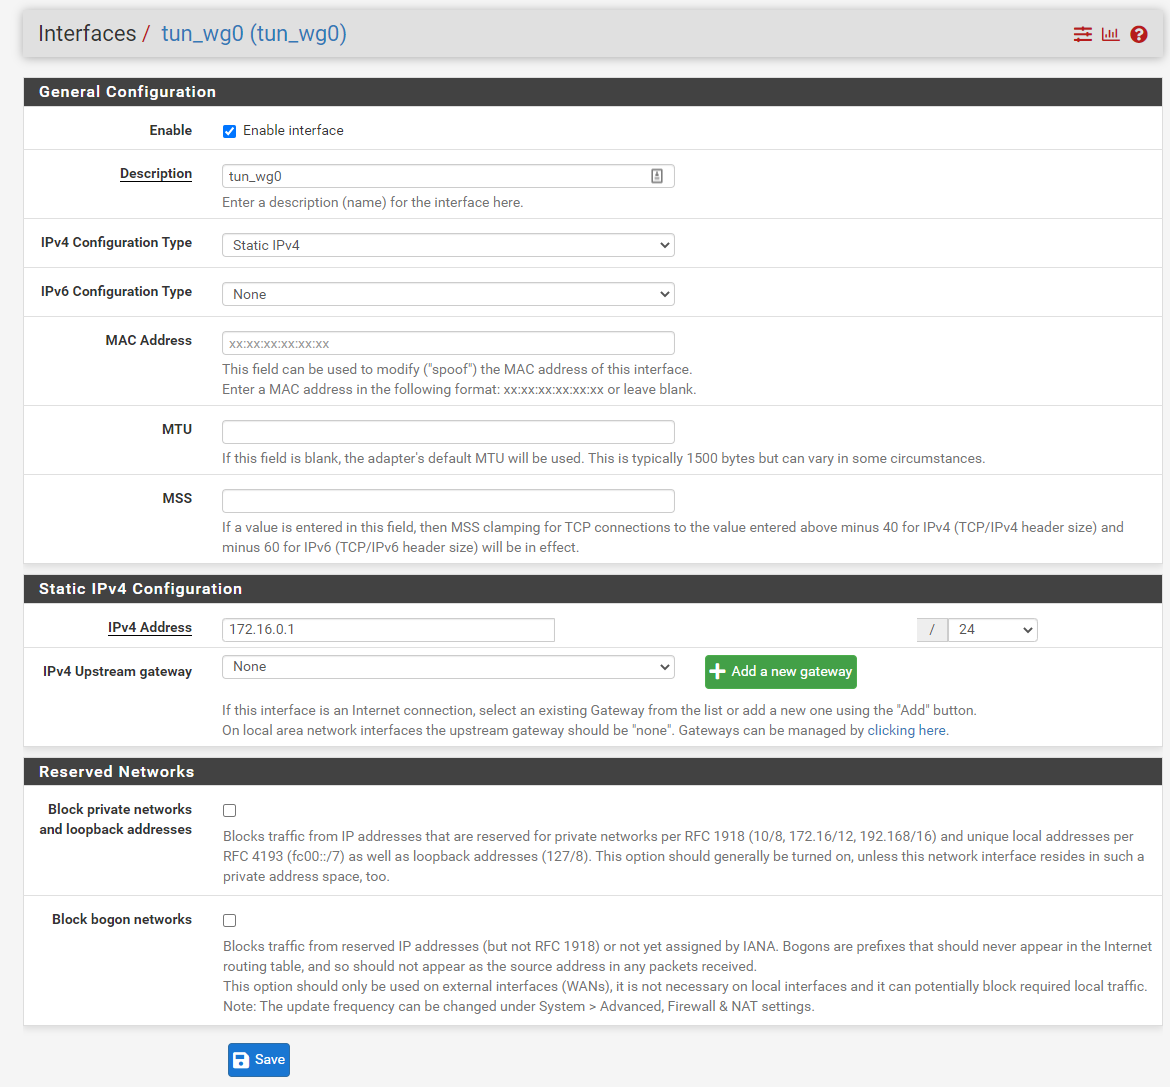 Interfaces / tun_wg0 (tun_wg0)
General Configuration
Enable
Enable interface
Description
tun_wg0
Enter a description (name) for the interface here.
IPv4 Configuration Type
Static IPv4
IPv6 Configuration Type
None
MAC Address
xx:xx:xx:xx:xx:xx
This field can be used to modify ("spoof") the MAC address of this interface.
Enter a MAC address in the following format: xx:xx:xx:xx:xx:xx or leave blank.
MTU
If this field is blank, the adapter's default MTU will be used. This is typically 1500 bytes but can vary in some circumstances.
MSS
If a value is entered in this field, then MSS clamping for TCP connections to the value entered above minus 40 for IPv4 (TCP/IPv4 header size) and
minus 60 for IPv6 (TCP/IPv6 header size) will be in effect.
Static IPv4 Configuration
IPv4 Address
172.16.0.1
/ 24
IPv4 Upstream gateway
None
Add a new gateway
If this interface is an Internet connection, select an existing Gateway from the list or add a new one using the "Add" button.
On local area network interfaces the upstream gateway should be "none". Gateways can be managed by clicking here.
Reserved Networks
Block private networks
and loopback addresses
Blocks traffic from IP addresses that are reserved for private networks per RFC 1918 (10/8, 172.16/12, 192.168/16) and unique local addresses per
RFC 4193 (fc00::/7) as well as loopback addresses (127/8). This option should generally be turned on, unless this network interface resides in such a
private address space, too.
Block bogon networks
Blocks traffic from reserved IP addresses (but not RFC 1918) or not yet assigned by IANA. Bogons are prefixes that should never appear in the Internet
routing table, and so should not appear as the source address in any packets received.
This option should only be used on external interfaces (WANs), it is not necessary on local interfaces and it can potentially block required local traffic.
Note: The update frequency can be changed under System > Advanced, Firewall & NAT settings.
Save